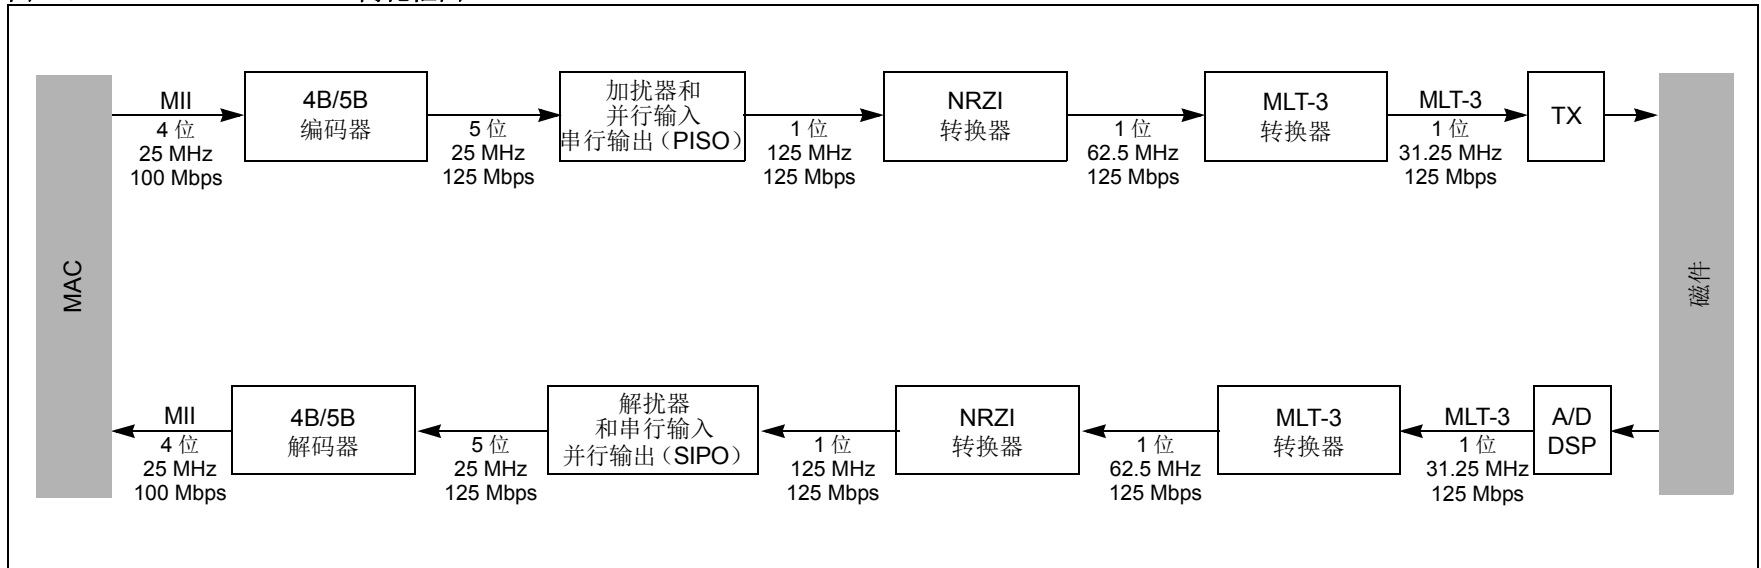 MAC
MII
4 位
25 MHz
100 Mbps
4B/5B
编码器
5 位
25 MHz
125 Mbps
加扰器和
并行输入
串行输出（PISO）
1 位
125 MHz
125 Mbps
NRZI
转换器
1 位
62.5 MHz
125 Mbps
MLT-3
转换器
MLT-3
1 位
31.25 MHz
125 Mbps
TX
磁件
MII
4 位
25 MHz
100 Mbps
4B/5B
解码器
5 位
25 MHz
125 Mbps
解扰器
和串行输入
并行输出（SIPO）
1 位
125 MHz
125 Mbps
NRZI
转换器
1 位
62.5 MHz
125 Mbps
MLT-3
转换器
MLT-3
1 位
31.25 MHz
125 Mbps
A/D
DSP